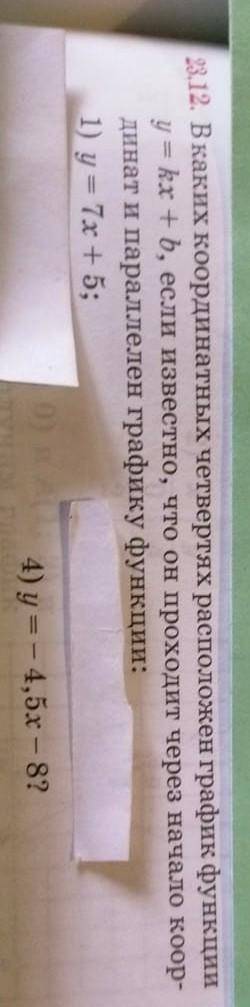 23.12. В каких координатных четвертях расположен график функции
y = kx + b, если известно, что он проходит через начало коор-
динат и параллелен графику функции:
1) y = 7x + 5;
4) y = – 4,5x – 8?